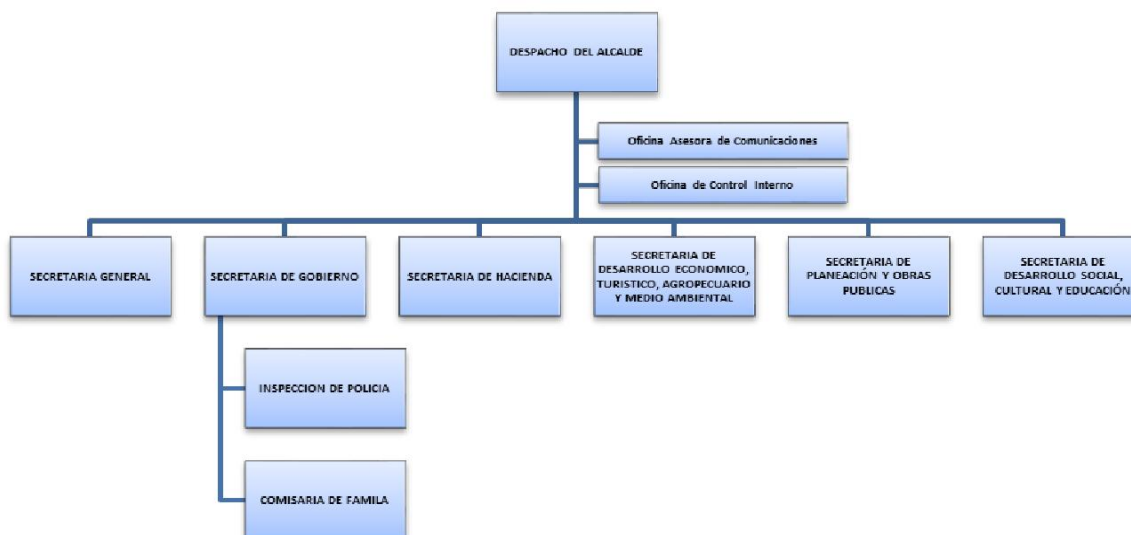 DESPACHO DEL ALCALDE
Oficina Asesora de Comunicaciones
Oficina de Control Interno
SECRETARIA GENERAL
SECRETARIA DE GOBIERNO
SECRETARIA DE HACIENDA
SECRETARIA DE
DESARROLLO ECONOMICO,
TURISTICO, AGROPECUARIO
Y MEDIO AMBIENTAL
SECRETARIA DE
PLANEACIÓN Y OBRAS
PUBLICAS
SECRETARIA DE
DESARROLLO SOCIAL,
CULTURAL Y EDUCACIÓN
INSPECCION DE POLICIA
COMISARIA DE FAMILA